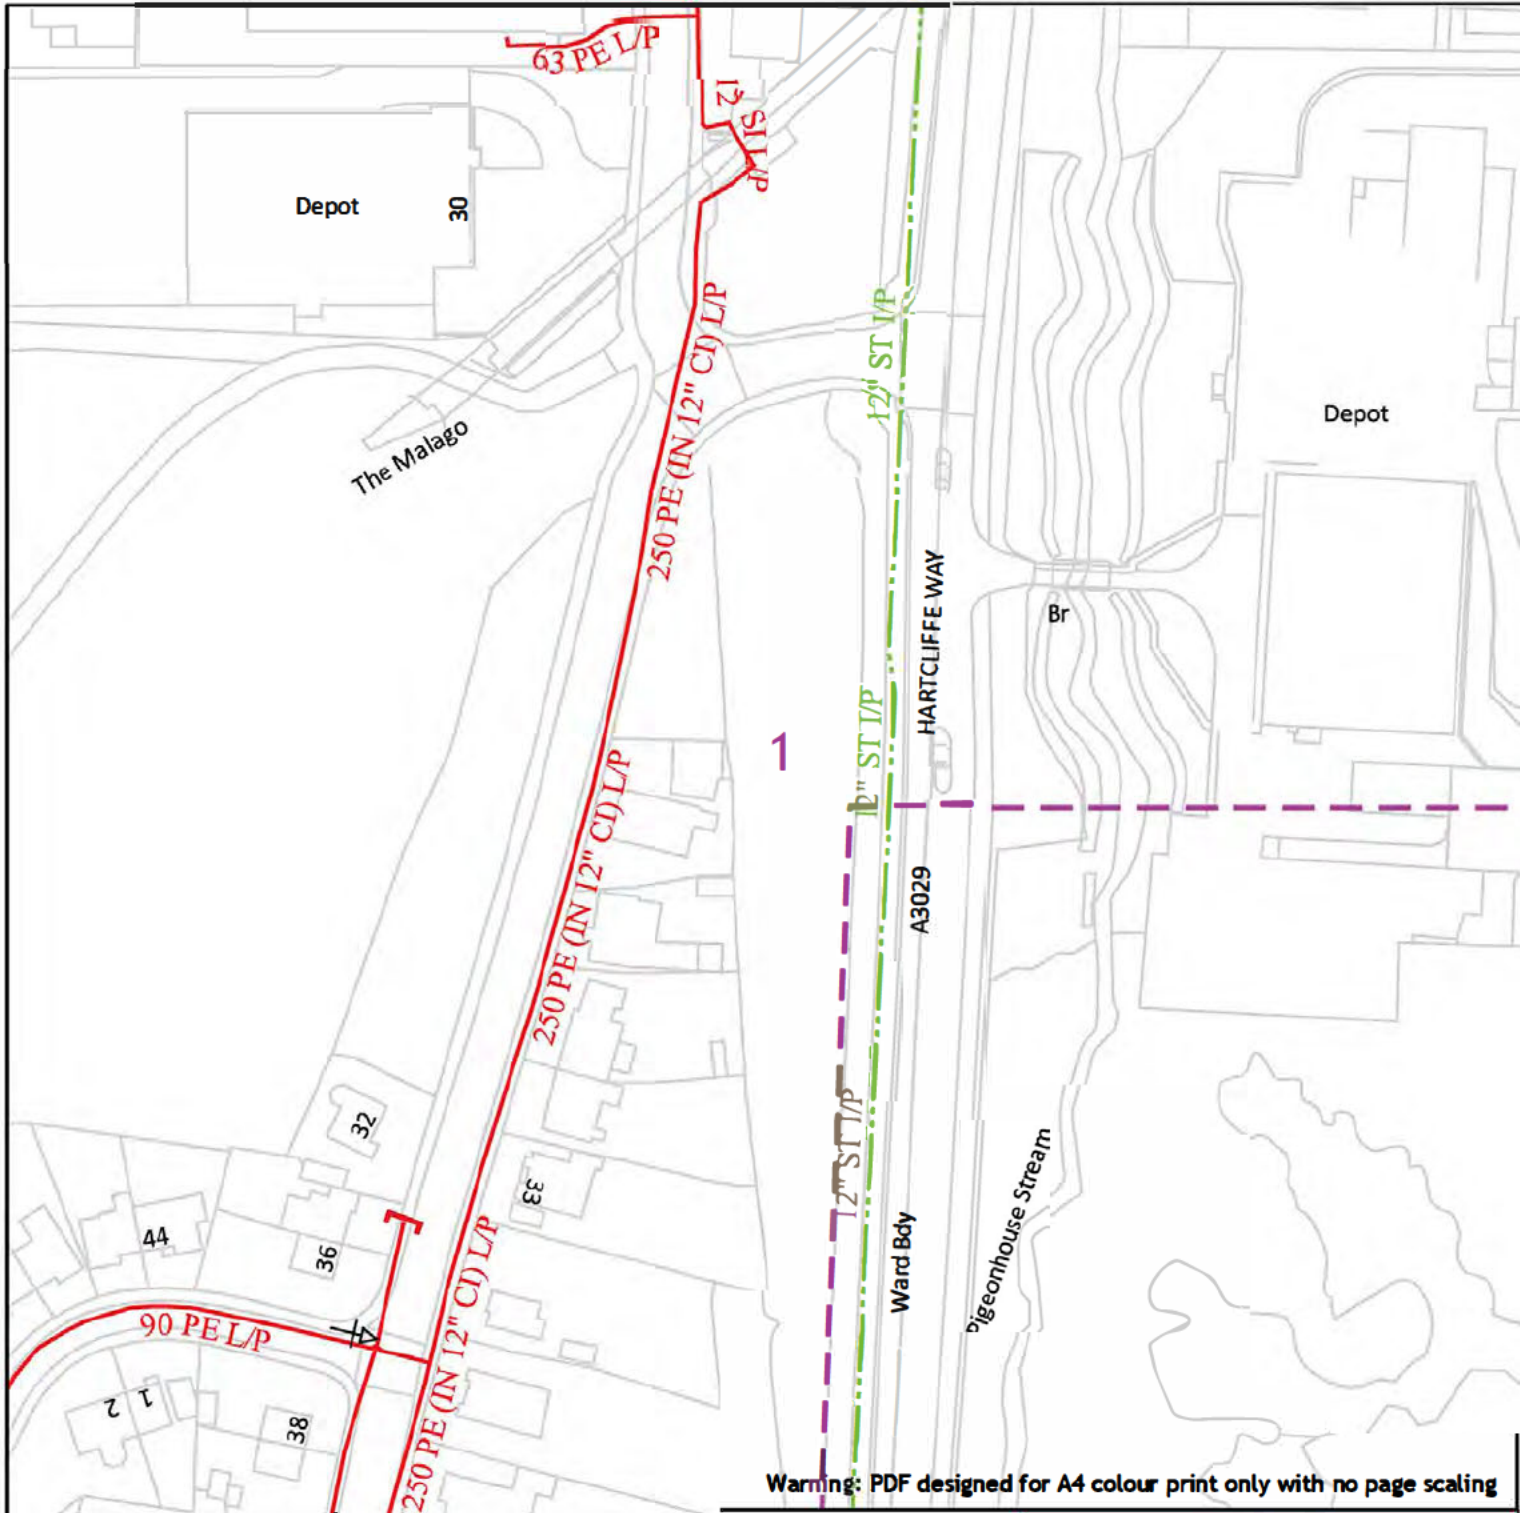 63 PE L/P
12" SI L/P
Depot
30
250 PE (IN 12" CI) L/P
12" ST I/P
The Malago
Depot
HARTCLIFFE WAY
Br
12" ST I/P
1
250 PE (IN 12" CI) L/P
A3029
12" ST I/P
32
33
Pigeonhouse Stream
Ward Bdy
44
36
90 PE L/P
250 PE (IN 12" CI) L/P
2
1
38
Warning: PDF designed for A4 colour print only with no page scaling